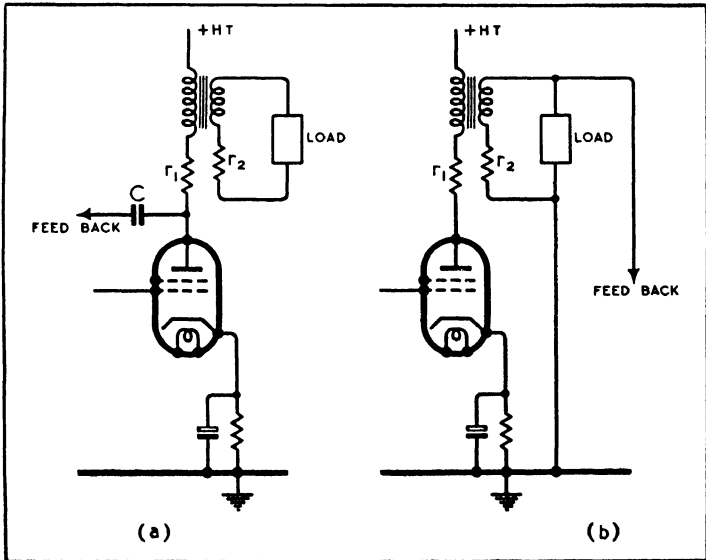 +HT
LOAD
r1
r2
C
FEED BACK
(a)
+HT
LOAD
r1
r2
FEED BACK
(b)